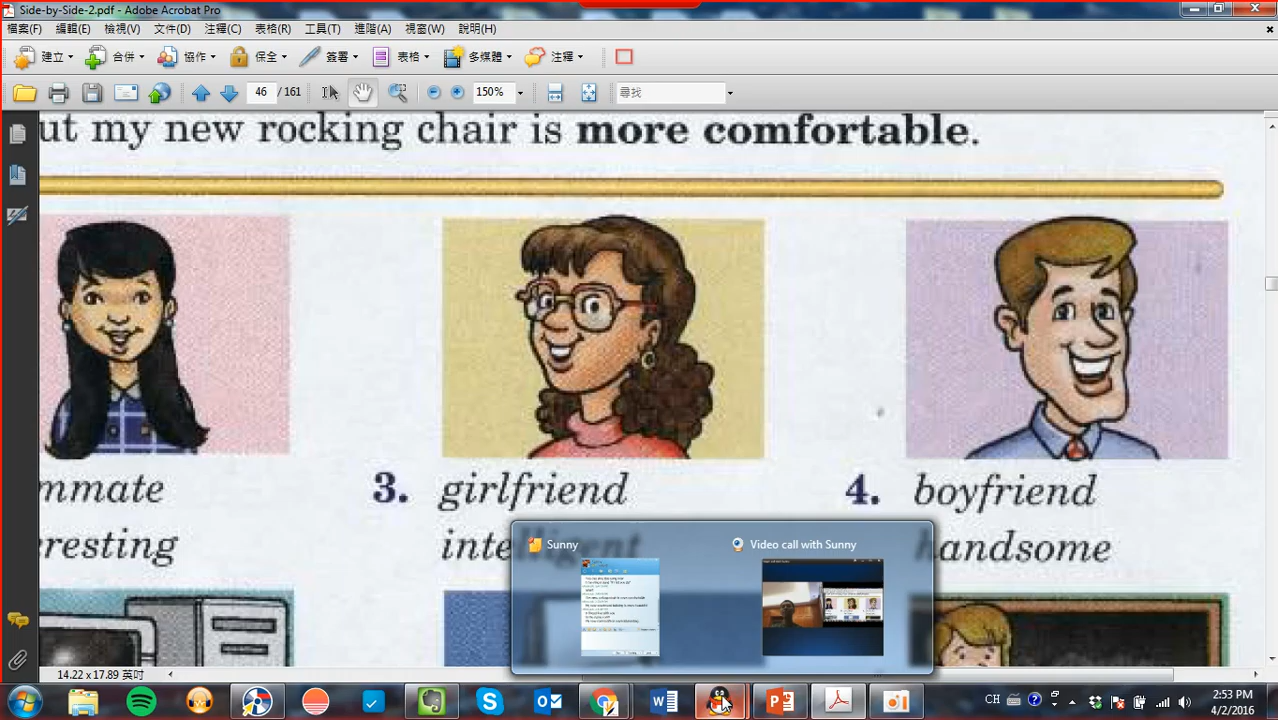 Side-by-Side-2.pdf - Adobe Acrobat Pro
檔案(F) 編輯(E) 檢視(V) 文件(D) 注釋(C) 表格(R) 工具(T) 進階(A) 視窗(W) 說明(H)
建立 合併 協作 保全 簽署 表格 多媒體 注釋
46 / 161 150% 尋找
ut my new rocking chair is more comfortable.
mmate 3. girlfriend 4. boyfriend
eresting intelligent handsome
Sunny Video call with Sunny
14.22 x 17.89 英吋
CH 2:53 PM
4/2/2016